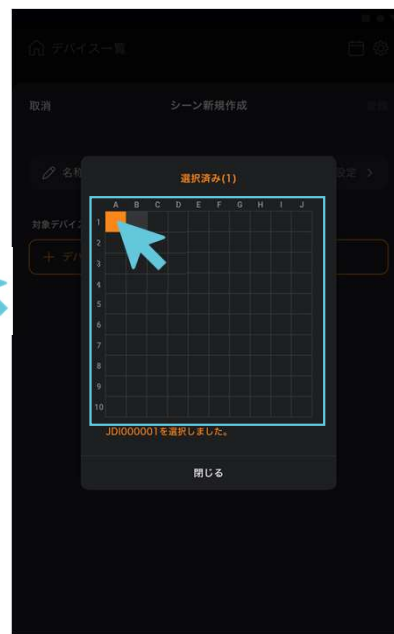 デバイス一覧
取消 シーン新規作成
名称 設定 >
選択済み(1)
A B C D E F G H I J
対象デバイス
1
2
3
4
5
6
7
8
9
10
+ デバ
JDI000001を選択しました。
閉じる